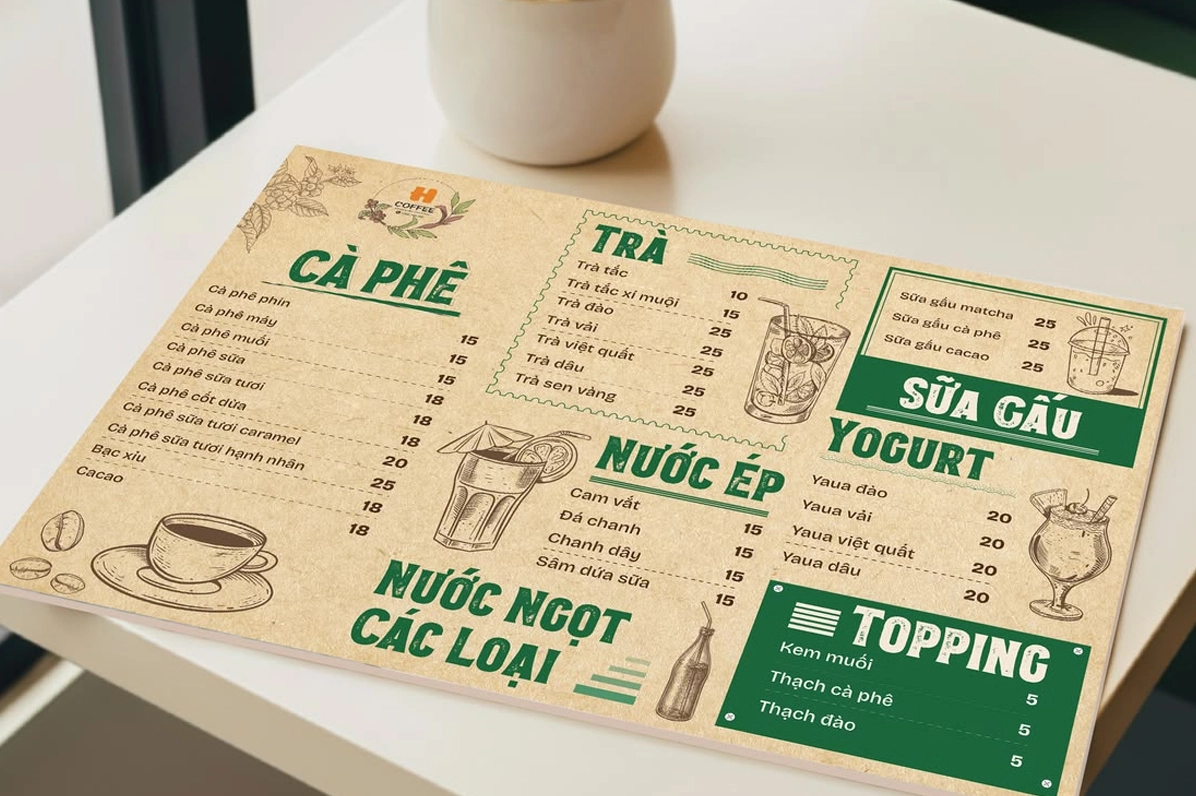 H
COFFEE
CÀ PHÊ
Cà phê phin 15
Cà phê máy 15
Cà phê muối 15
Cà phê sữa 18
Cà phê sữa tươi 18
Cà phê cốt dừa 18
Cà phê sữa tươi caramel 20
Cà phê sữa tươi hạnh nhân 25
Bạc xỉu 18
Cacao 18
TRÀ
Trà tắc 10
Trà tắc xí muội 15
Trà đào 25
Trà vải 25
Trà việt quất 25
Trà dâu 25
Trà sen vàng 25
NƯỚC ÉP
Cam vắt 15
Đá chanh 15
Chanh dây 15
Sâm dứa sữa 15
NƯỚC NGỌT
CÁC LOẠI
Sữa gấu matcha 25
Sữa gấu cà phê 25
Sữa gấu cacao 25
SỮA GẤU
YOGURT
Yaua đào 20
Yaua vải 20
Yaua việt quất 20
Yaua dâu 20
TOPPING
Kem muối 5
Thạch cà phê 5
Thạch đào 5